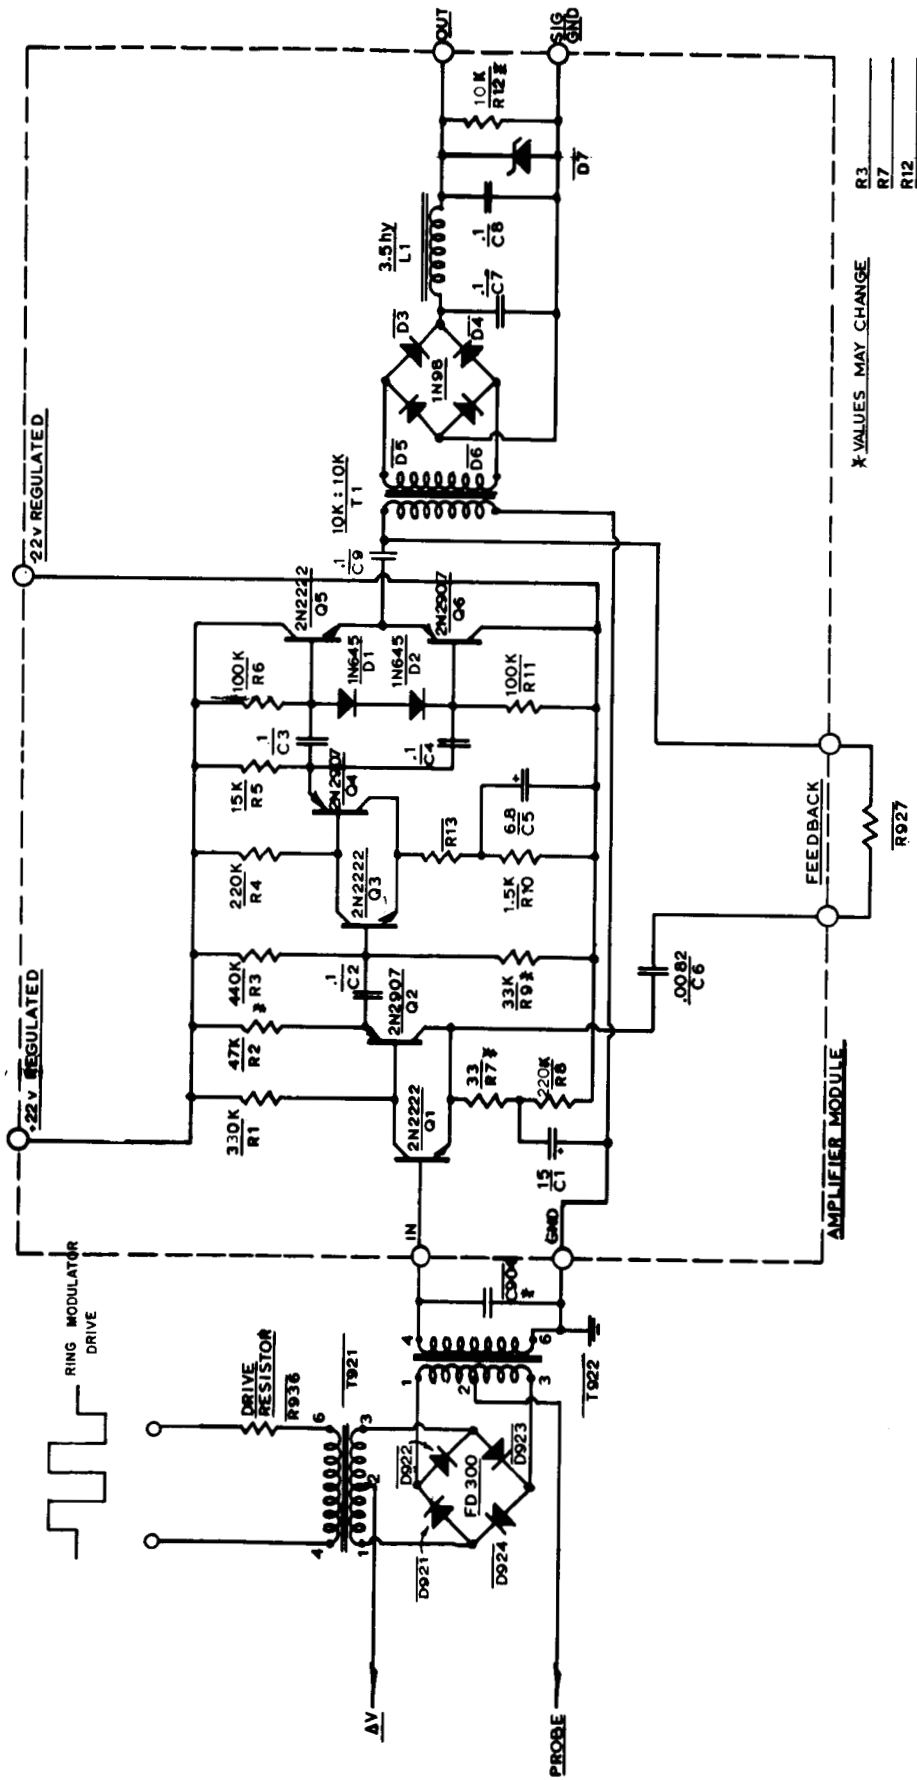 RING MODULATOR
DRIVE
DRIVE
RESISTOR
R936
T921
4
6
1
2
3
ΔV
PROBE
D921
D922
FD 300
D923
D924
1
2
3
4
6
T922
C904
*
IN
GND
+22V REGULATED
22V REGULATED
330K
R1
47K
R2
*
440K
R3
220K
R4
15K
R5
100K
R6
2N2222
Q1
2N2907
Q2
.1
C2
2N2222
Q3
2N2907
Q4
.1
C3
.1
C4
2N2222
Q5
1N645
D1
1N645
D2
2N2907
Q6
33
R7*
220K
R8
15
C1
+
33K
R9*
R13
1.5K
R10
6.8
C5
+
100K
R11
.1
C9
10K : 10K
T1
D5
D6
1N98
D3
D4
3.5hy
L1
.1
C7
.1
C8
D7
10K
R12*
OUT
SIG
GND
.0082
C6
FEEDBACK
R927
AMPLIFIER MODULE
* VALUES MAY CHANGE
R3
R7
R12